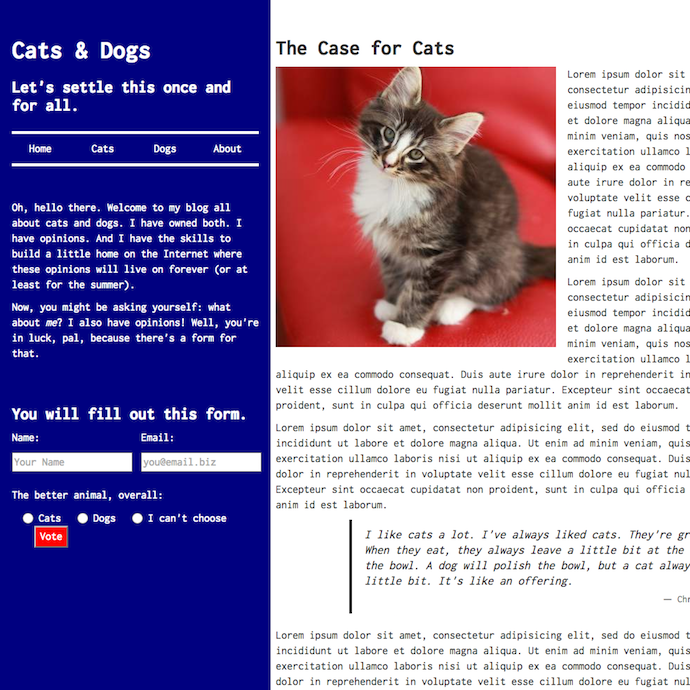 Cats & Dogs
Let's settle this once and
for all.
Home Cats Dogs About
Oh, hello there. Welcome to my blog all
about cats and dogs. I have owned both. I
have opinions. And I have the skills to
build a little home on the Internet where
these opinions will live on forever (or at
least for the summer).
Now, you might be asking yourself: what
about me? I also have opinions! Well, you're
in luck, pal, because there's a form for
that.
You will fill out this form.
Name: Email:
Your Name you@email.biz
The better animal, overall:
Cats Dogs I can't choose
Vote
The Case for Cats
Lorem ipsum dolor sit
consectetur adipisicin
eiusmod tempor incidid
et dolore magna aliqua
minim veniam, quis nos
exercitation ullamco l
aliquip ex ea commodo
aute irure dolor in re
voluptate velit esse c
fugiat nulla pariatur.
occaecat cupidatat non
in culpa qui officia d
anim id est laborum.
Lorem ipsum dolor sit
consectetur adipisicin
eiusmod tempor incidid
et dolore magna aliqua
minim veniam, quis nos
exercitation ullamco l
aliquip ex ea commodo consequat. Duis aute irure dolor in reprehenderit in
velit esse cillum dolore eu fugiat nulla pariatur. Excepteur sint occaecat
proident, sunt in culpa qui officia deserunt mollit anim id est laborum.
Lorem ipsum dolor sit amet, consectetur adipisicing elit, sed do eiusmod t
incididunt ut labore et dolore magna aliqua. Ut enim ad minim veniam, quis
exercitation ullamco laboris nisi ut aliquip ex ea commodo consequat. Duis
dolor in reprehenderit in voluptate velit esse cillum dolore eu fugiat nul
Excepteur sint occaecat cupidatat non proident, sunt in culpa qui officia
anim id est laborum.
I like cats a lot. I've always liked cats. They're gr
When they eat, they always leave a little bit at the
the bowl. A dog will polish the bowl, but a cat alway
little bit. It's like an offering.
— Chr
Lorem ipsum dolor sit amet, consectetur adipisicing elit, sed do eiusmod t
incididunt ut labore et dolore magna aliqua. Ut enim ad minim veniam, quis
exercitation ullamco laboris nisi ut aliquip ex ea commodo consequat. Duis
dolor in reprehenderit in voluptate velit esse cillum dolore eu fugiat nul